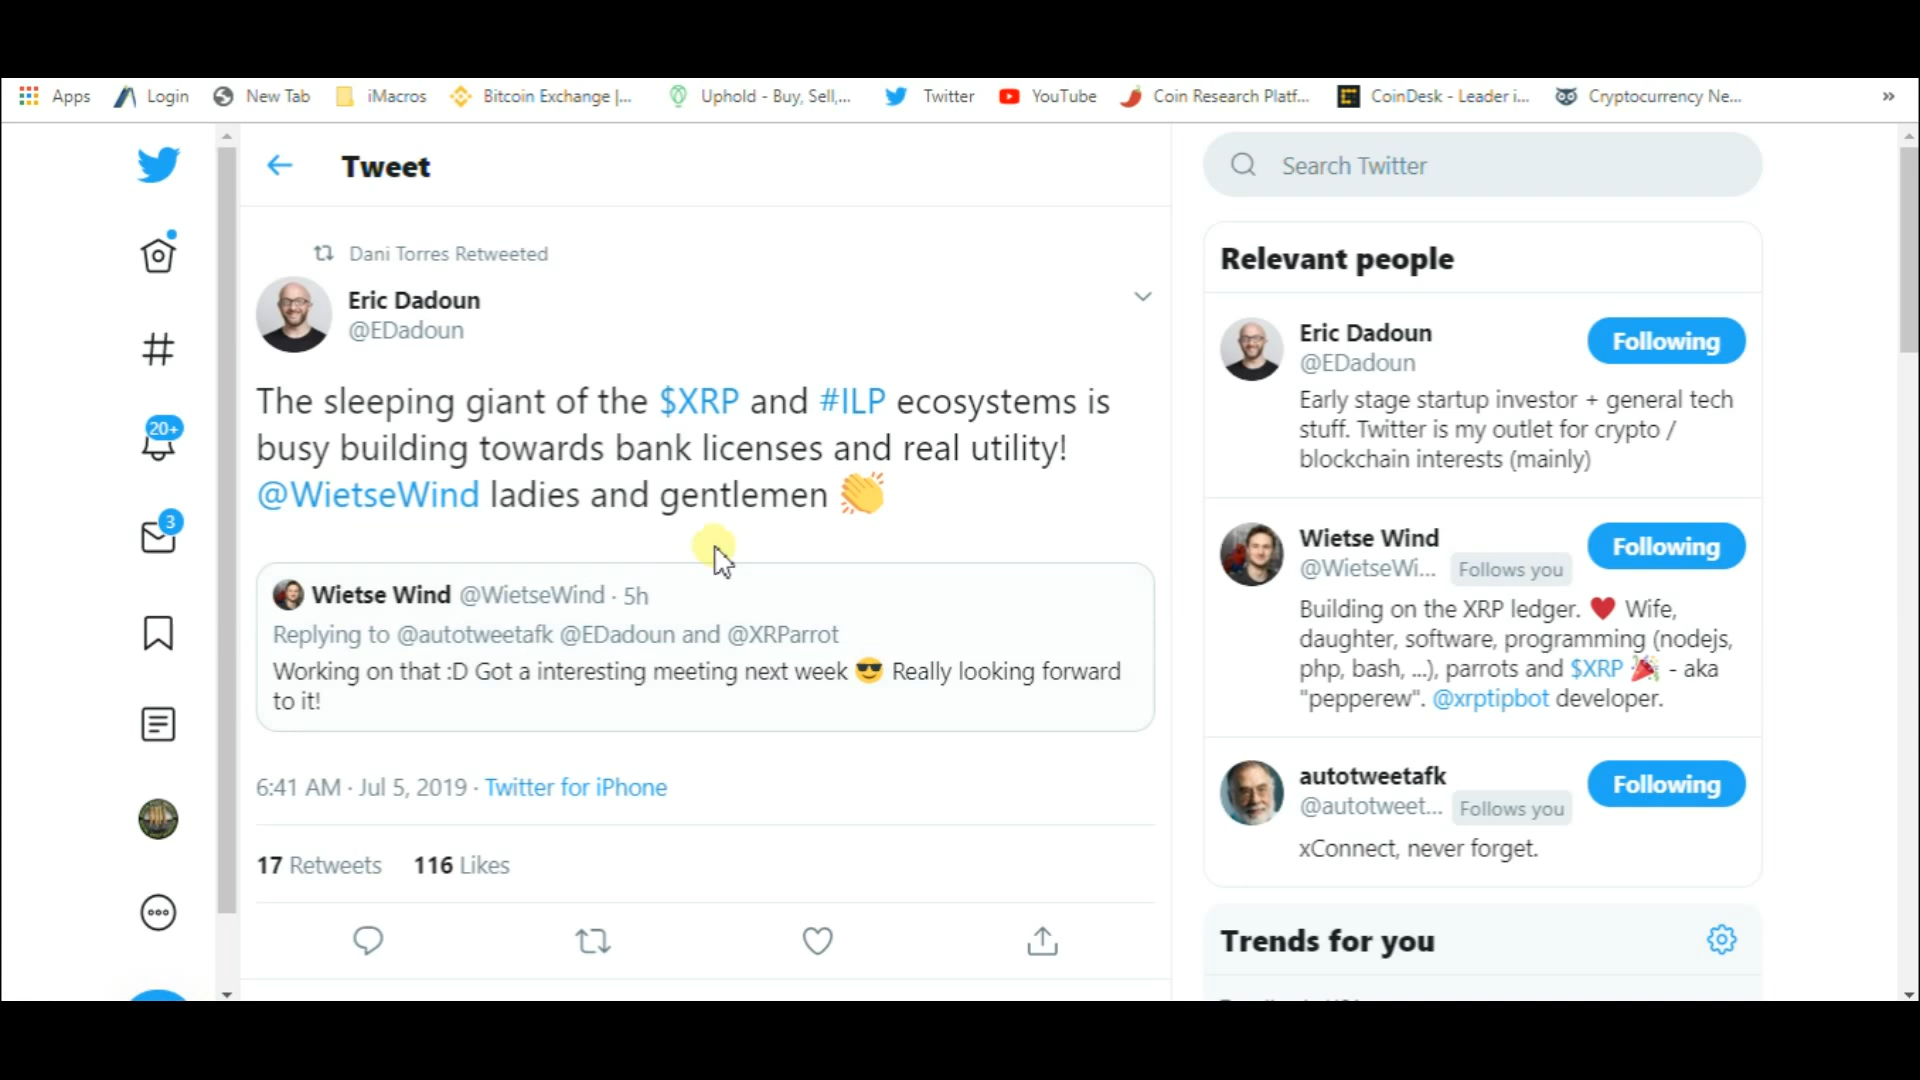 Apps Login New Tab iMacros Bitcoin Exchange |... Uphold - Buy, Sell,... Twitter YouTube Coin Research Platf... CoinDesk - Leader i... Cryptocurrency Ne... »
Tweet
Search Twitter
Dani Torres Retweeted
Eric Dadoun
@EDadoun
The sleeping giant of the $XRP and #ILP ecosystems is
busy building towards bank licenses and real utility!
@WietseWind ladies and gentlemen 👏
Wietse Wind @WietseWind · 5h
Replying to @autotweetafk @EDadoun and @XRParrot
Working on that :D Got a interesting meeting next week 😎 Really looking forward
to it!
6:41 AM · Jul 5, 2019 · Twitter for iPhone
17 Retweets 116 Likes
20+
3
Relevant people
Eric Dadoun
@EDadoun
Following
Early stage startup investor + general tech
stuff. Twitter is my outlet for crypto /
blockchain interests (mainly)
Wietse Wind
@WietseWi... Follows you
Following
Building on the XRP ledger. ❤️ Wife,
daughter, software, programming (nodejs,
php, bash, ...), parrots and $XRP 🎉 - aka
"pepperew". @xrptipbot developer.
autotweetafk
@autotweet... Follows you
Following
xConnect, never forget.
Trends for you